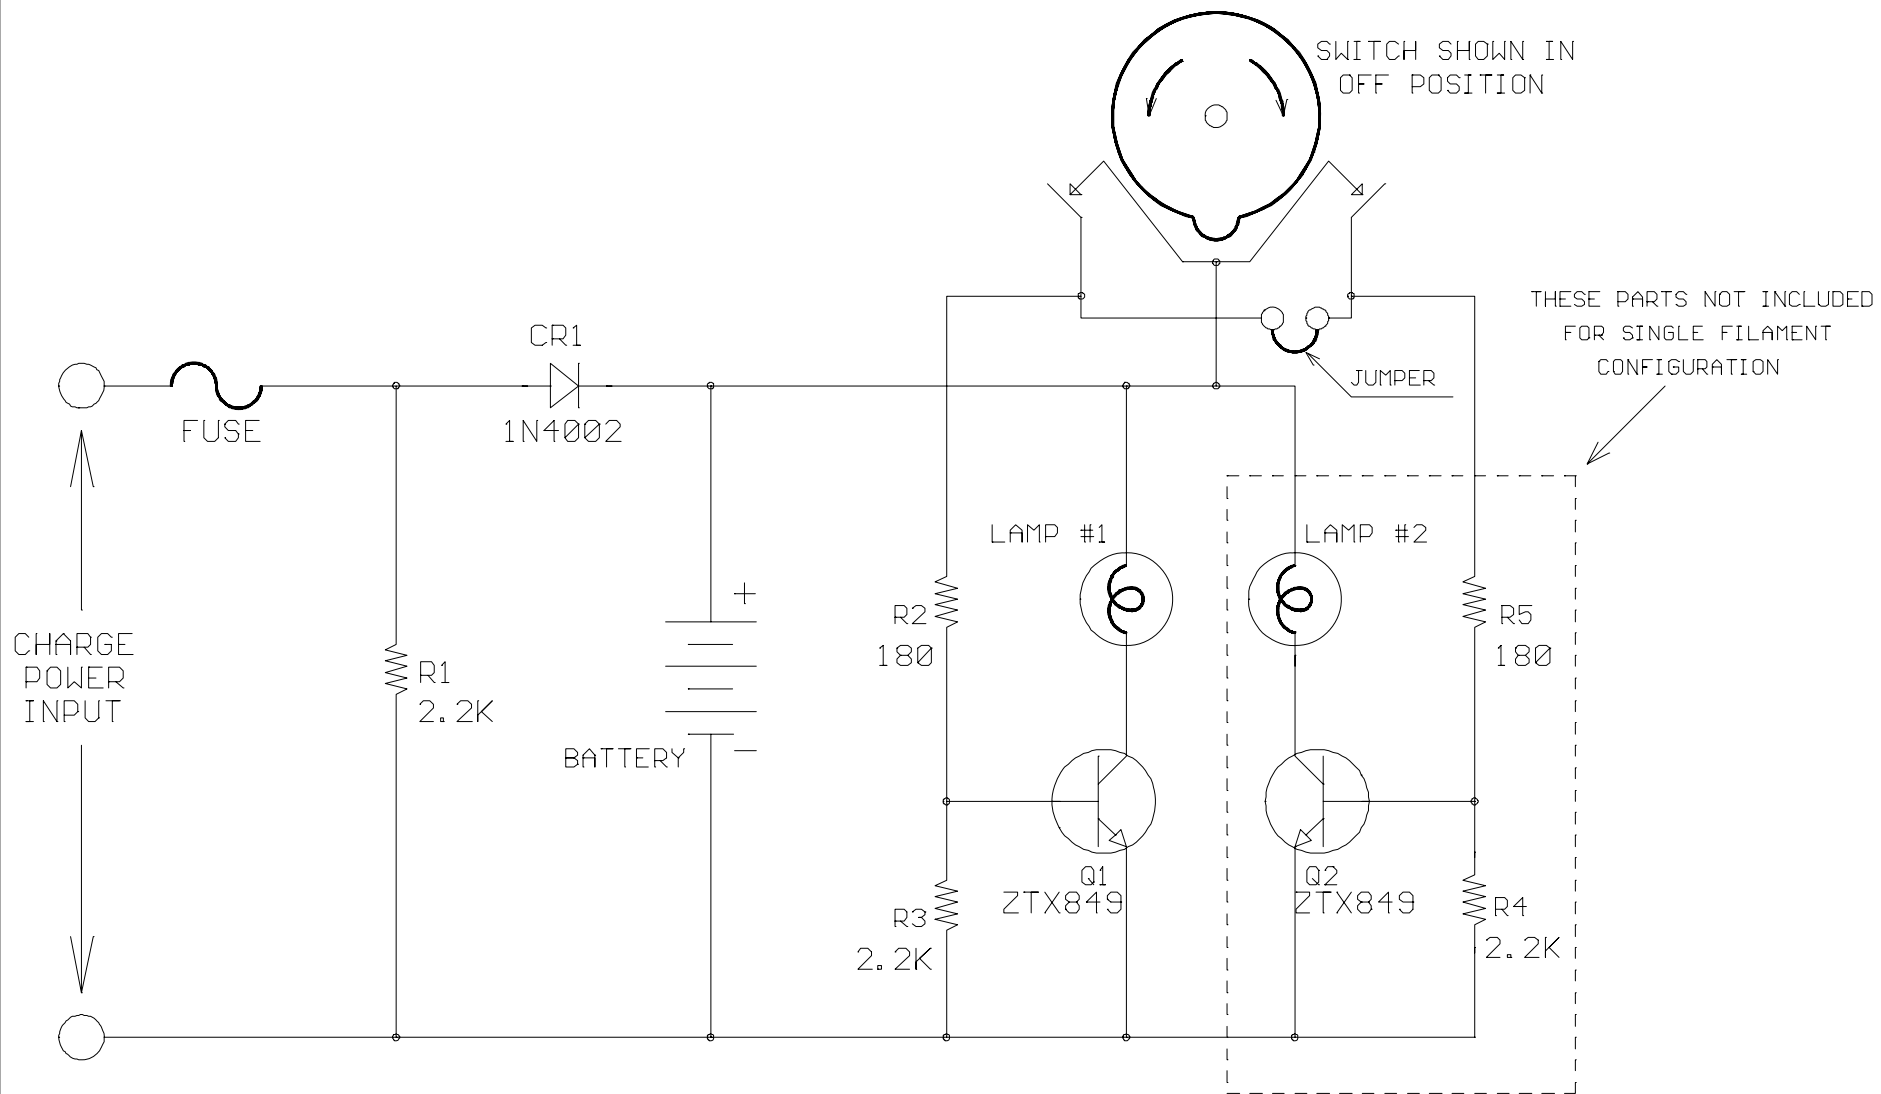 SWITCH SHOWN IN
OFF POSITION
THESE PARTS NOT INCLUDED
FOR SINGLE FILAMENT
CONFIGURATION
JUMPER
CR1
1N4002
FUSE
LAMP #1
LAMP #2
+
R2
180
R5
180
CHARGE
POWER
INPUT
R1
2.2K
BATTERY
−
Q1
ZTX849
Q2
ZTX849
R3
2.2K
R4
2.2K